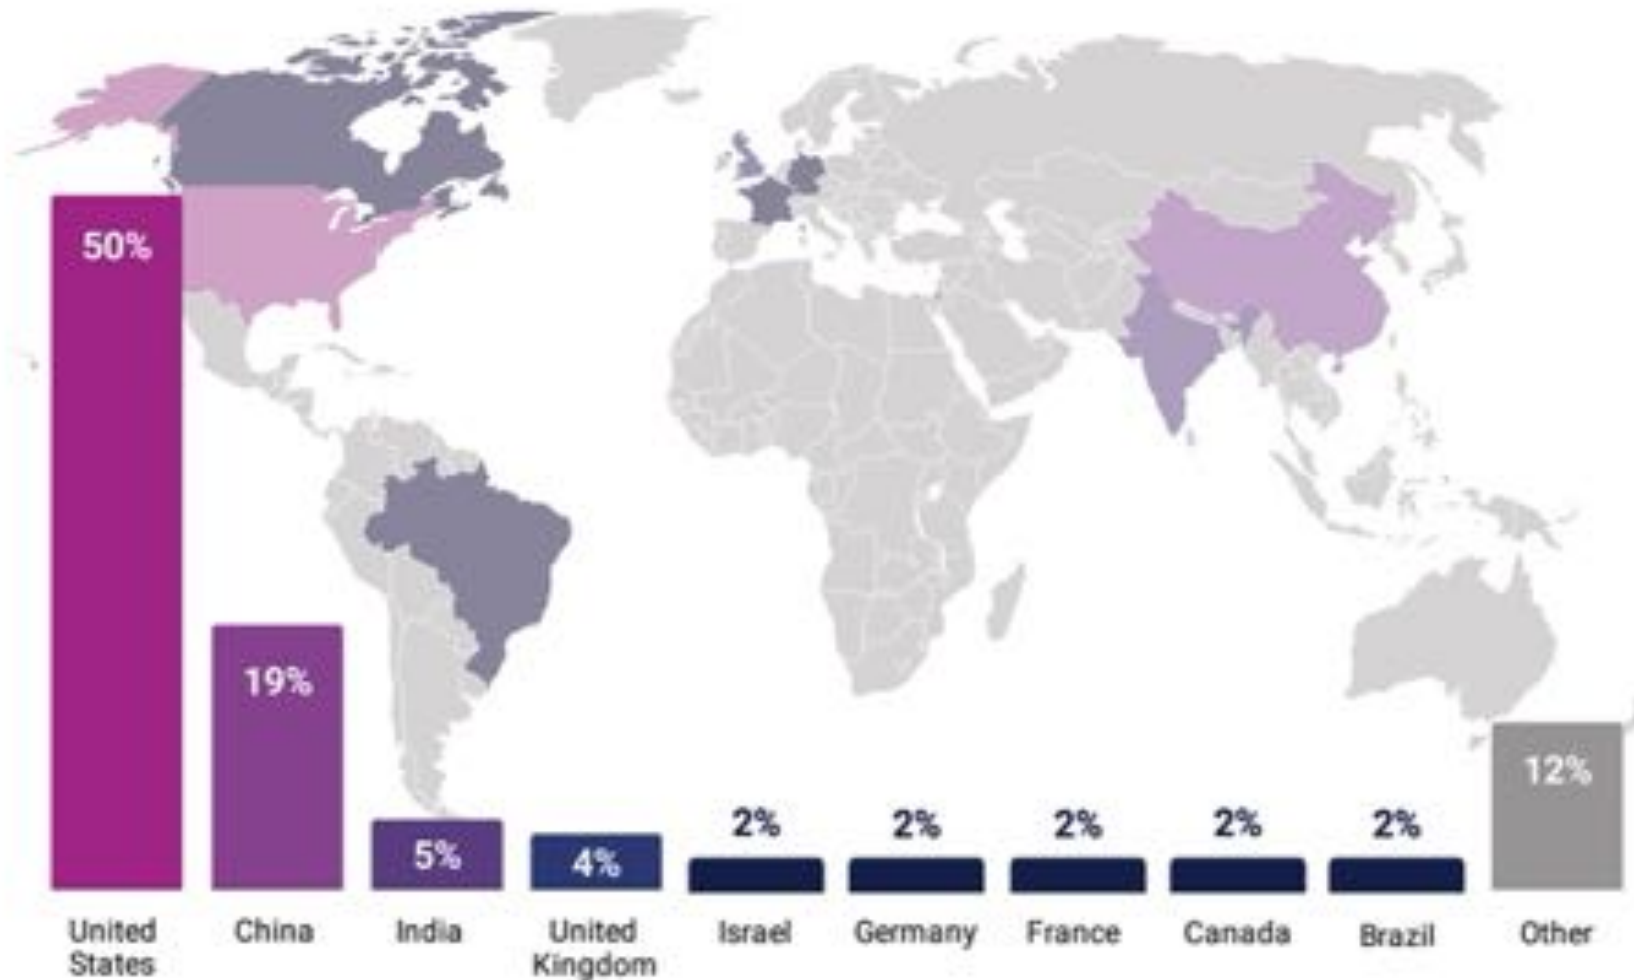 50%
19%
5%
4%
2%
2%
2%
2%
2%
12%
United
States
China
India
United
Kingdom
Israel
Germany
France
Canada
Brazil
Other